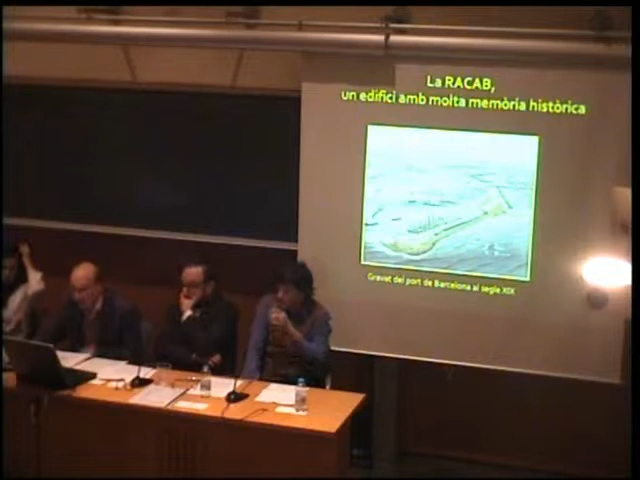 La RACAB,
un edifici amb molta memòria històrica
Gravat del port de Barcelona al segle XIX